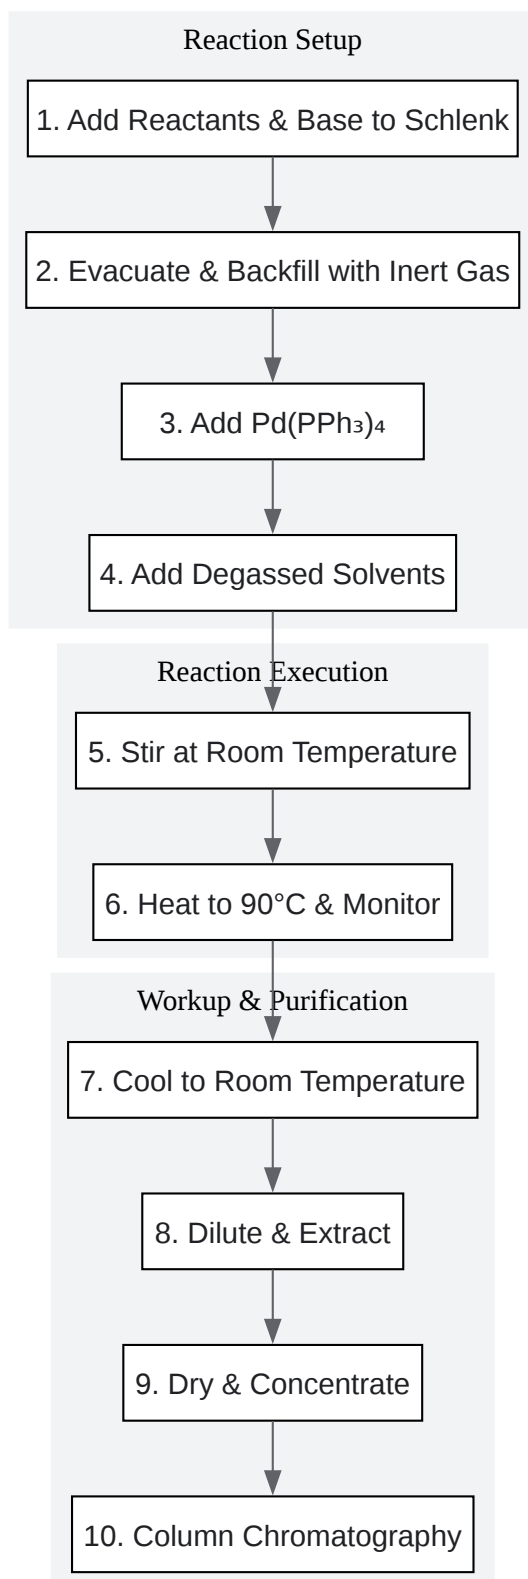 Reaction Setup
1. Add Reactants & Base to Schlenk
2. Evacuate & Backfill with Inert Gas
3. Add Pd(PPh₃)₄
4. Add Degassed Solvents
Reaction Execution
5. Stir at Room Temperature
6. Heat to 90°C & Monitor
Workup & Purification
7. Cool to Room Temperature
8. Dilute & Extract
9. Dry & Concentrate
10. Column Chromatography